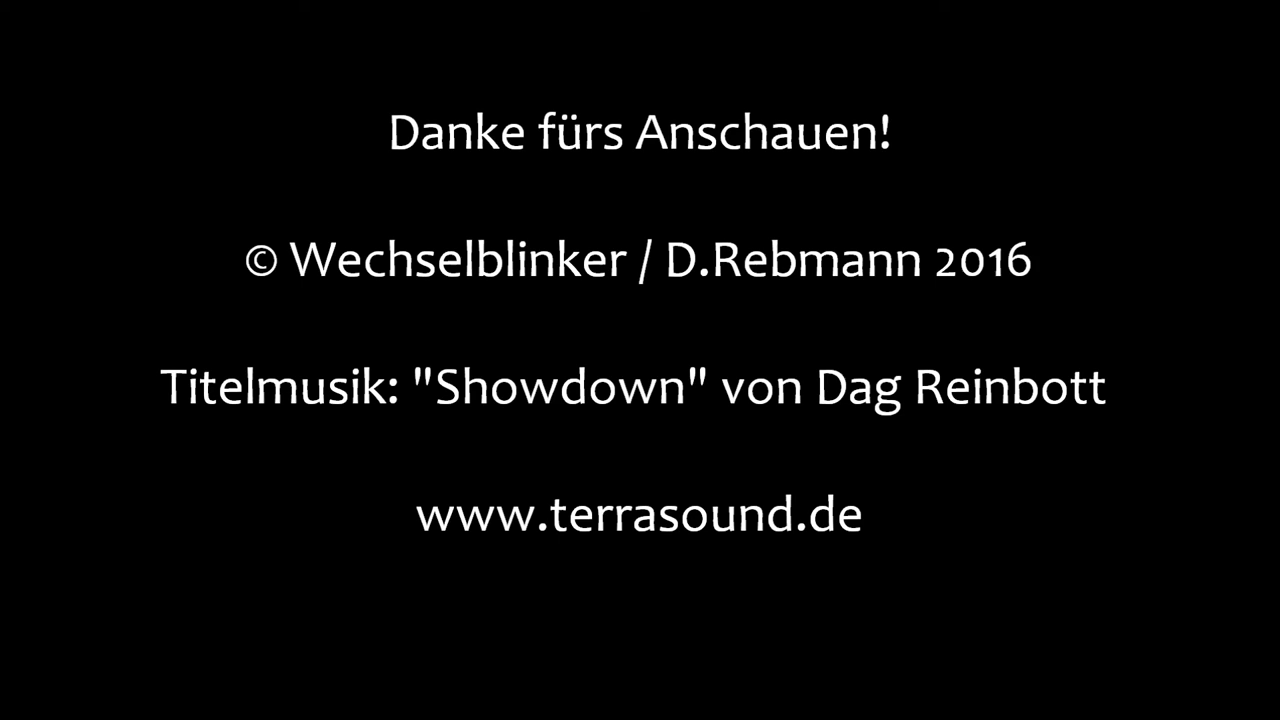 Danke fürs Anschauen!
© Wechselblinker / D.Rebmann 2016
Titelmusik: "Showdown" von Dag Reinbott
www.terrasound.de